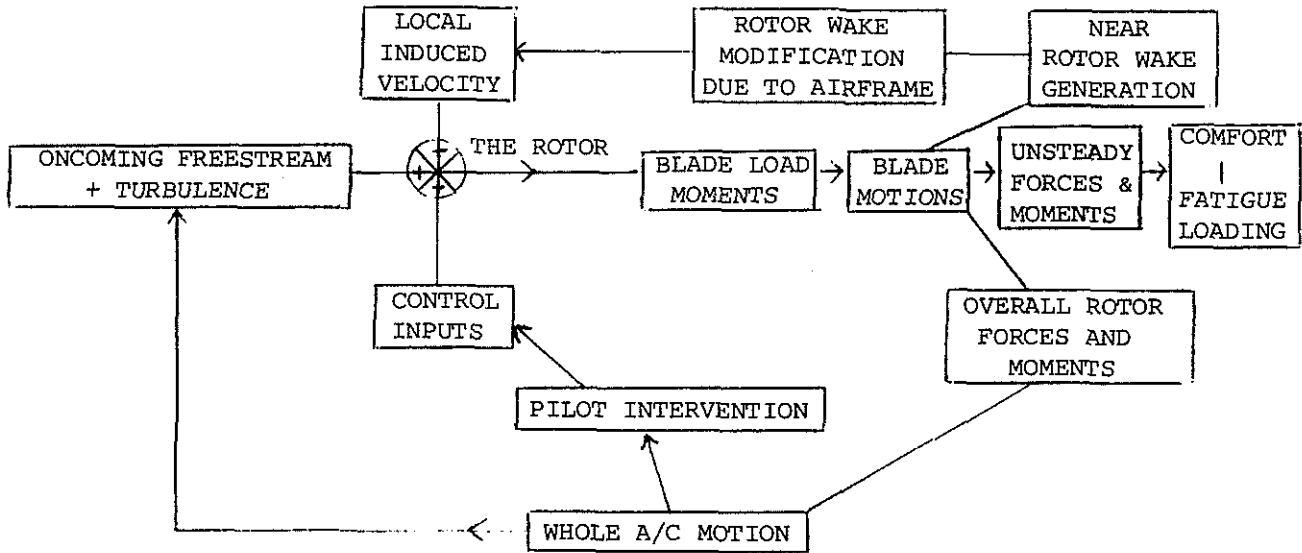 LOCAL
INDUCED
VELOCITY
ROTOR WAKE
MODIFICATION
DUE TO AIRFRAME
NEAR
ROTOR WAKE
GENERATION
ONCOMING FREESTREAM
+ TURBULENCE
THE ROTOR
BLADE LOAD
MOMENTS
BLADE
MOTIONS
UNSTEADY
FORCES &
MOMENTS
COMFORT
FATIGUE
LOADING
CONTROL
INPUTS
OVERALL ROTOR
FORCES AND
MOMENTS
PILOT INTERVENTION
WHOLE A/C MOTION